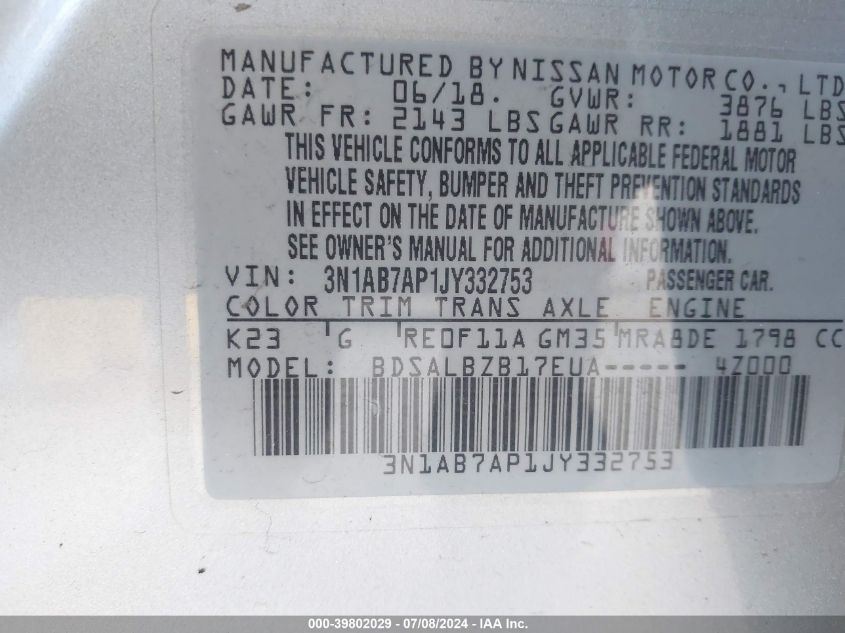 MANUFACTURED BY NISSAN MOTOR CO., LTD
DATE: 06/18. GVWR: 3876 LBS
GAWR FR: 2143 LBS GAWR RR: 1881 LBS
THIS VEHICLE CONFORMS TO ALL APPLICABLE FEDERAL MOTOR
VEHICLE SAFETY, BUMPER AND THEFT PREVENTION STANDARDS
IN EFFECT ON THE DATE OF MANUFACTURE SHOWN ABOVE.
SEE OWNER'S MANUAL FOR ADDITIONAL INFORMATION.
VIN: 3N1AB7AP1JY332753 PASSENGER CAR.
COLOR TRIM TRANS AXLE ENGINE
K23 G RE0F11A GM35 MRA8DE 1798 CC
MODEL: BDSALBZB17EUA----- 4Z000
3N1AB7AP1JY332753
000-39802029 - 07/08/2024 - IAAI.COM